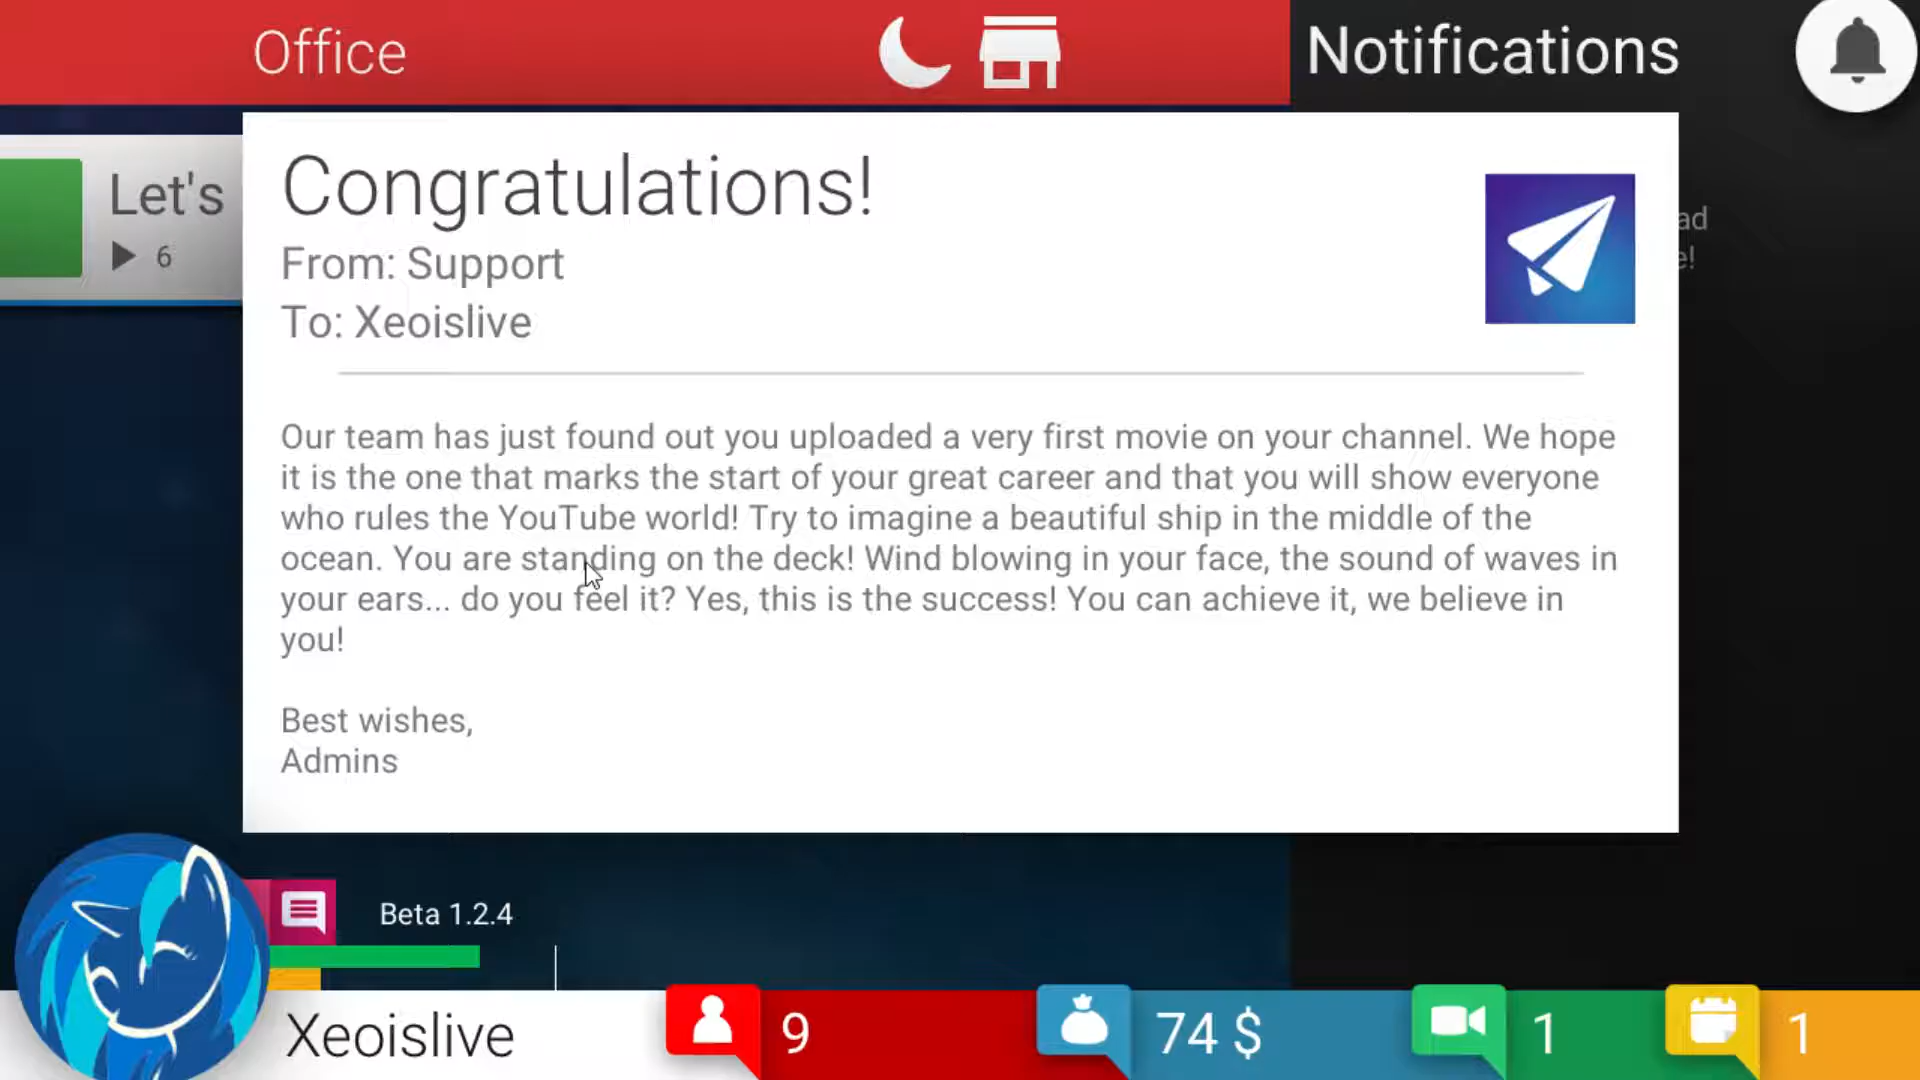 Office
Notifications
Let's
6
Congratulations!
From: Support
To: Xeoislive
ad
e!
Our team has just found out you uploaded a very first movie on your channel. We hope
it is the one that marks the start of your great career and that you will show everyone
who rules the YouTube world! Try to imagine a beautiful ship in the middle of the
ocean. You are standing on the deck! Wind blowing in your face, the sound of waves in
your ears... do you feel it? Yes, this is the success! You can achieve it, we believe in
you!
Best wishes,
Admins
Beta 1.2.4
Xeoislive
9
74 $
1
1